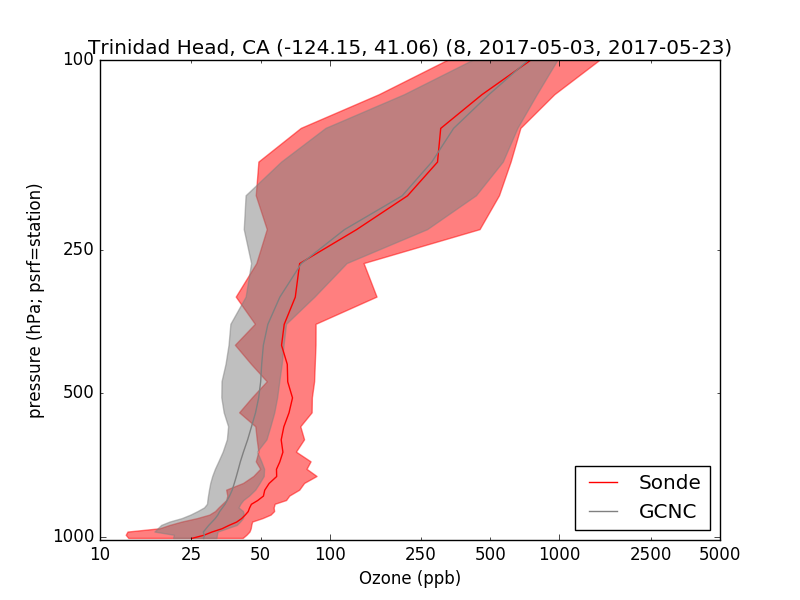 Trinidad Head, CA (-124.15, 41.06) (8, 2017-05-03, 2017-05-23)
100
250
500
1000
pressure (hPa; psrf=station)
Sonde
GCNC
10 25 50 100 250 500 1000 2500 5000
Ozone (ppb)